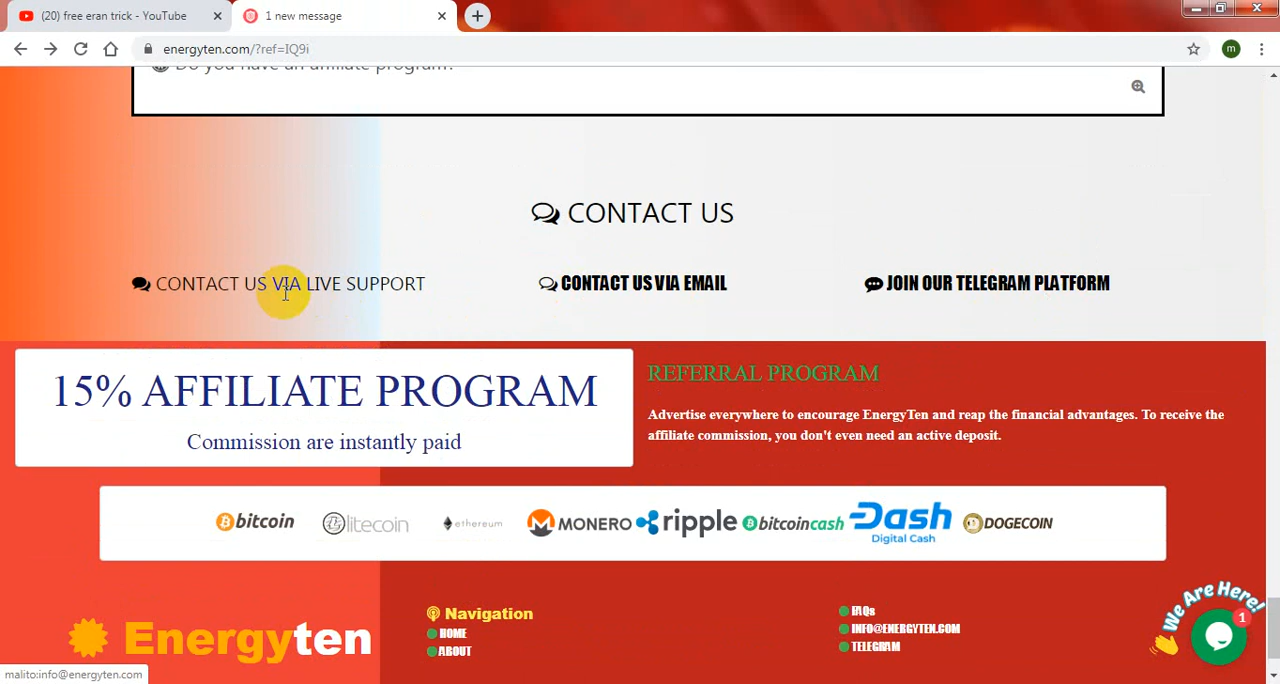 (20) free eran trick - YouTube
1 new message
energyten.com/?ref=IQ9i
m
Do you have an affiliate program?
CONTACT US
CONTACT US VIA LIVE SUPPORT
CONTACT US VIA EMAIL
JOIN OUR TELEGRAM PLATFORM
15% AFFILIATE PROGRAM
Commission are instantly paid
REFERRAL PROGRAM
Advertise everywhere to encourage EnergyTen and reap the financial advantages. To receive the
affiliate commission, you don't even need an active deposit.
bitcoin
litecoin
ethereum
MONERO
ripple
bitcoincash
Dash
Digital Cash
DOGECOIN
Energyten
Navigation
HOME
ABOUT
FAQs
INFO@ENERGYTEN.COM
TELEGRAM
We Are Here!
1
malito:info@energyten.com